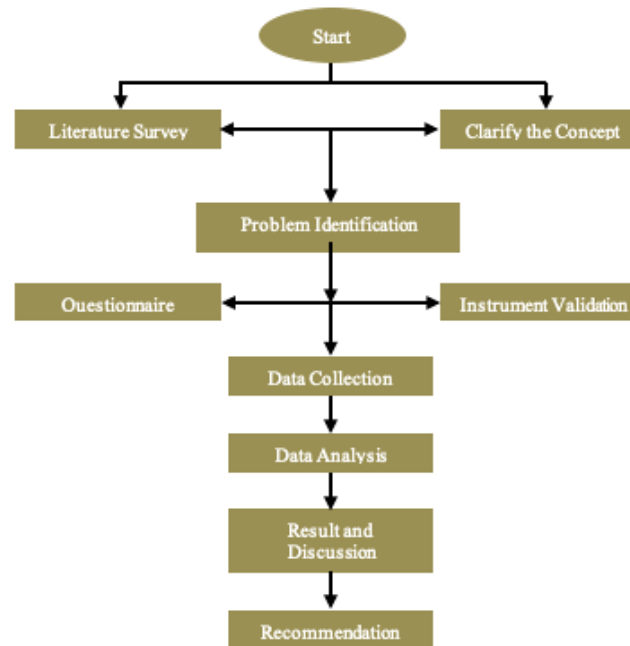 Start
Literature Survey
Clarify the Concept
Problem Identification
Ouestionnaire
Instrument Validation
Data Collection
Data Analysis
Result and
Discussion
Recommendation